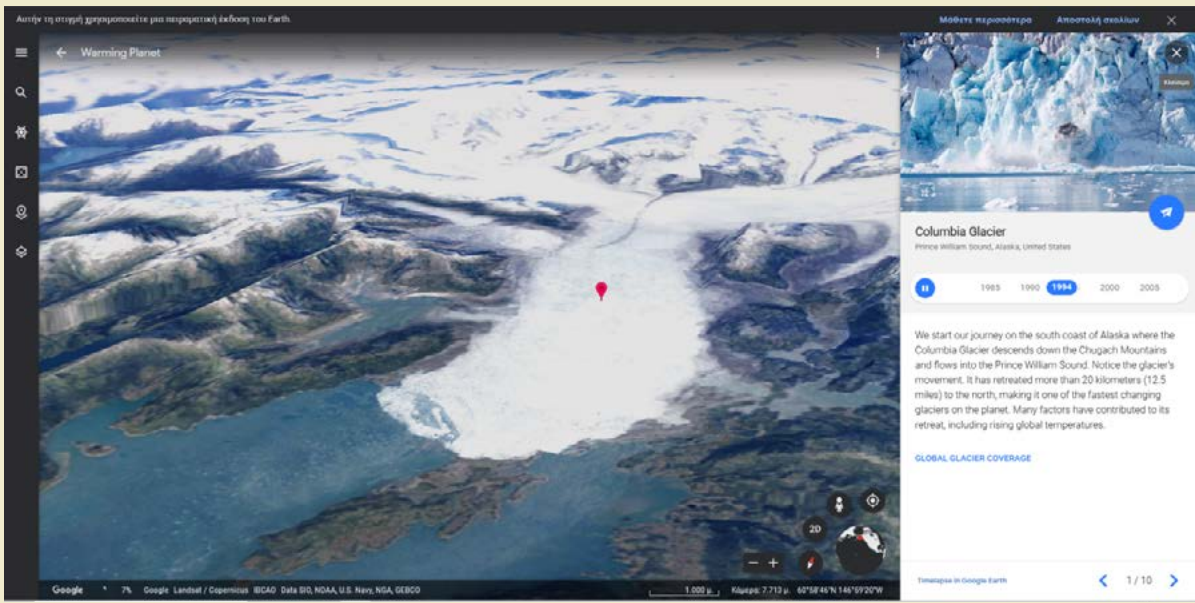 Αυτήν τη στιγμή χρησιμοποιείτε μια πειραματική έκδοση του Earth.
Μάθετε περισσότερα
Αποστολή σχολίων
Warming Planet
Κλείσιμο
Columbia Glacier
Prince William Sound, Alaska, United States
1985 1990 1994 2000 2005
We start our journey on the south coast of Alaska where the
Columbia Glacier descends down the Chugach Mountains
and flows into the Prince William Sound. Notice the glacier's
movement. It has retreated more than 20 kilometers (12.5
miles) to the north, making it one of the fastest changing
glaciers on the planet. Many factors have contributed to its
retreat, including rising global temperatures.
GLOBAL GLACIER COVERAGE
2D
Google 7% Google Landsat / Copernicus IBCAO Data SIO, NOAA, U.S. Navy, NGA, GEBCO
1.000 μ. Κάμερα: 7.713 μ. 60°58'46"N 146°59'20"W
Timelapse in Google Earth
1 / 10